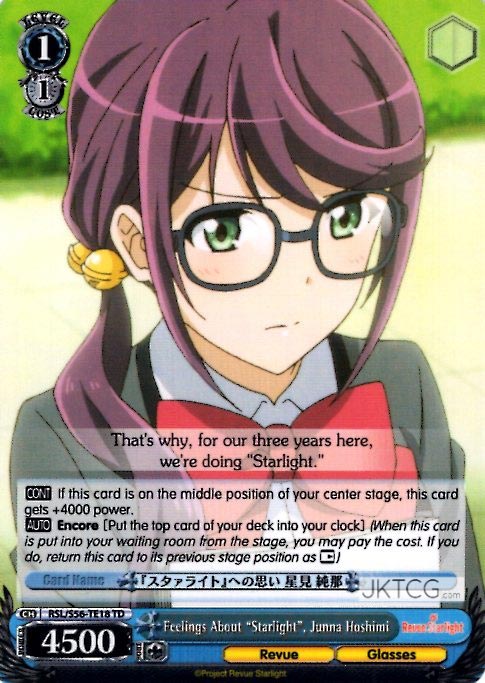 LEVEL
1
1
COST
That's why, for our three years here,
we're doing "Starlight."
CONT If this card is on the middle position of your center stage, this card
gets +4000 power.
AUTO Encore [Put the top card of your deck into your clock] (When this card
is put into your waiting room from the stage, you may pay the cost. If you
do, return this card to its previous stage position as )
Card Name 『スタァライト』への思い 星見 純那
JKTCG.com
CH RSL/S56-TE18 TD
POWER 4500
Feelings About "Starlight", Junna Hoshimi Revue Starlight
Revue Glasses
©Project Revue Starlight